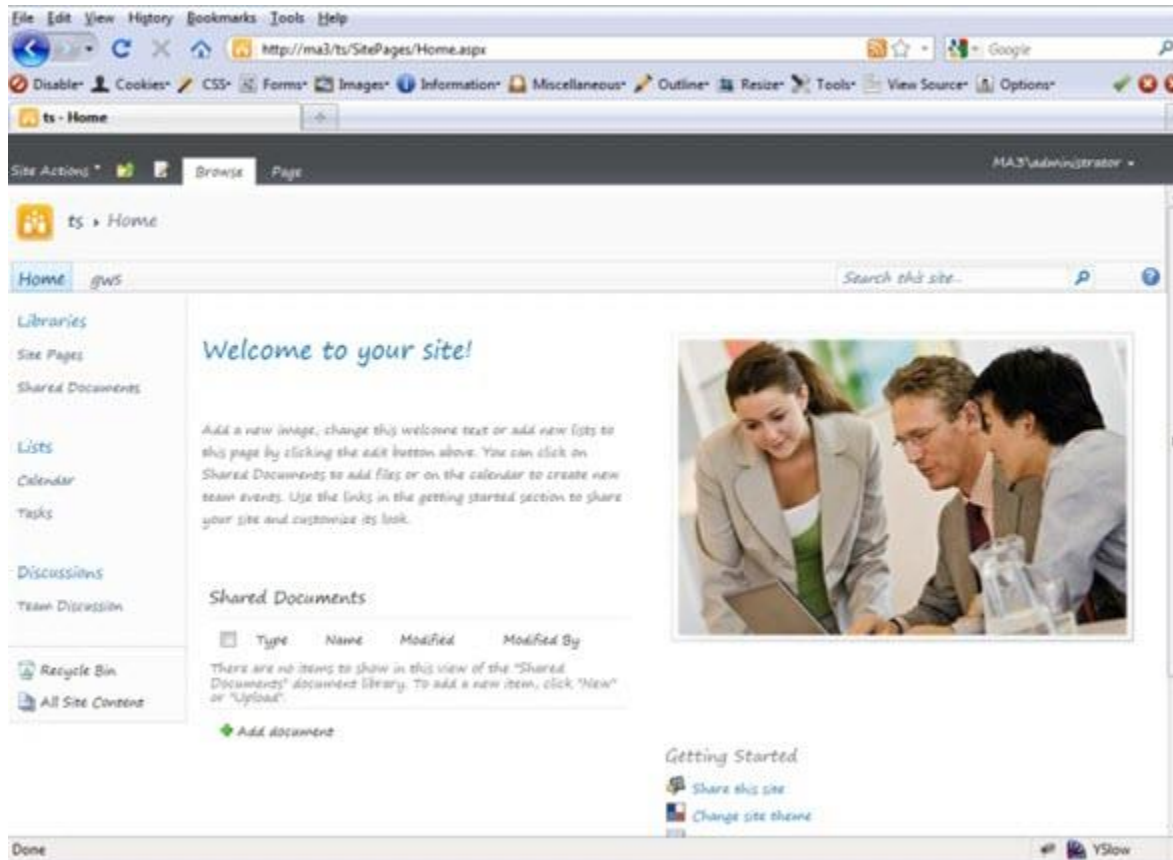 File Edit View History Bookmarks Tools Help
http://ma3/ts/SitePages/Home.aspx Google
Disable Cookies CSS Forms Images Information Miscellaneous Outline Resize Tools View Source Options
ts - Home
Site Actions Browse Page MA3\administrator
ts ▸ Home
Home gws Search this site...
Libraries
Site Pages
Shared Documents
Lists
Calendar
Tasks
Discussions
Team Discussion
Recycle Bin
All Site Content
Welcome to your site!
Add a new image, change this welcome text or add new lists to
this page by clicking the edit button above. You can click on
Shared Documents to add files or on the calendar to create new
team events. Use the links in the getting started section to share
your site and customize its look.
Shared Documents
Type Name Modified Modified By
There are no items to show in this view of the "Shared
Documents" document library. To add a new item, click "New"
or "Upload".
Add document
Getting Started
Share this site
Change site theme
Done YSlow